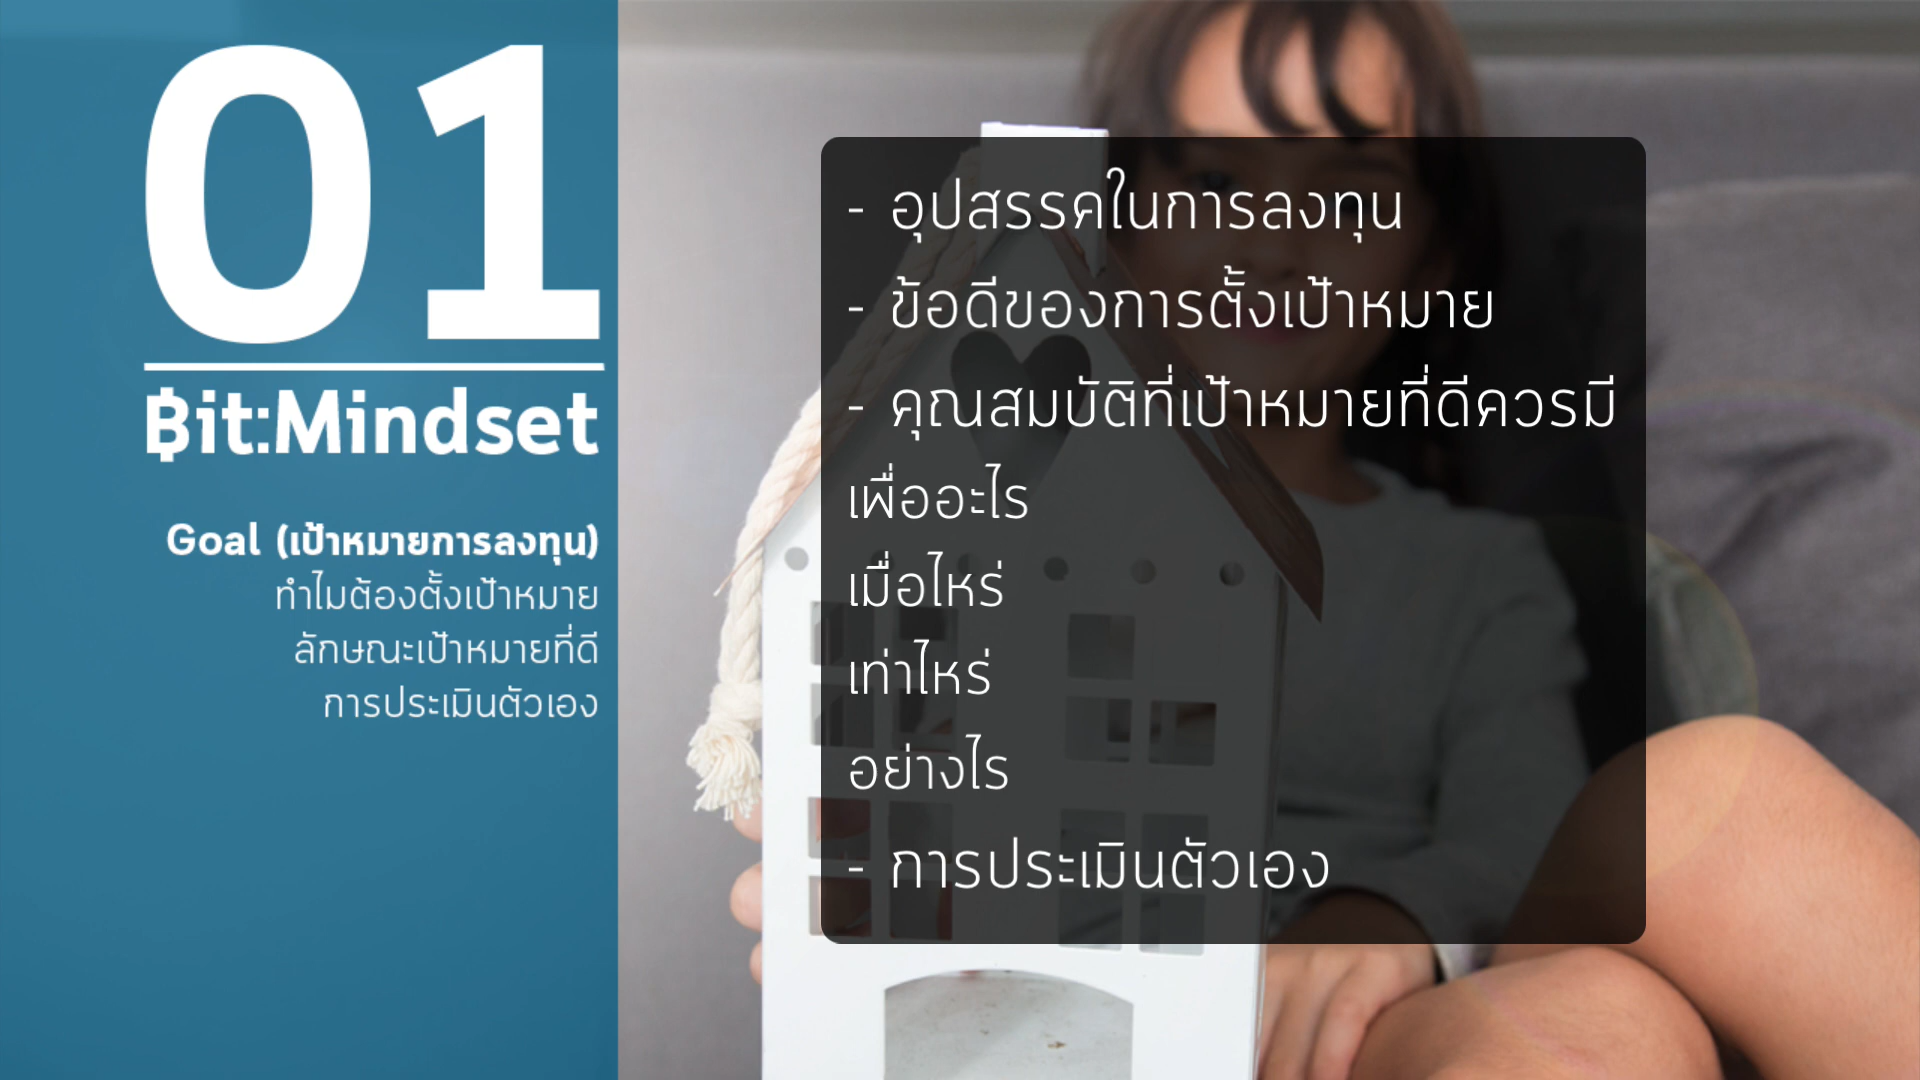 01
฿it:Mindset
Goal (เป้าหมายการลงทุน)
ทำไมต้องตั้งเป้าหมาย
ลักษณะเป้าหมายที่ดี
การประเมินตัวเอง
- อุปสรรคในการลงทุน
- ข้อดีของการตั้งเป้าหมาย
- คุณสมบัติที่เป้าหมายที่ดีควรมี
เพื่ออะไร
เมื่อไหร่
เท่าไหร่
อย่างไร
- การประเมินตัวเอง